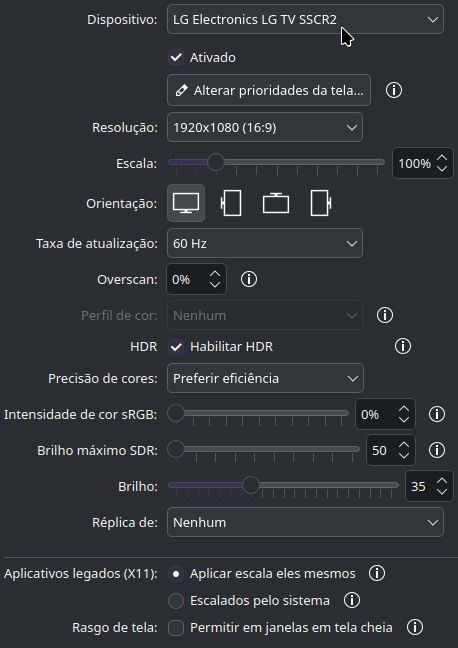 Dispositivo: LG Electronics LG TV SSCR2
Ativado
Alterar prioridades da tela...
Resolução: 1920x1080 (16:9)
Escala: 100%
Orientação:
Taxa de atualização: 60 Hz
Overscan: 0%
Perfil de cor: Nenhum
HDR Habilitar HDR
Precisão de cores: Preferir eficiência
Intensidade de cor sRGB: 0%
Brilho máximo SDR: 50
Brilho: 35
Réplica de: Nenhum
Aplicativos legados (X11): Aplicar escala eles mesmos
Escalados pelo sistema
Rasgo de tela: Permitir em janelas em tela cheia